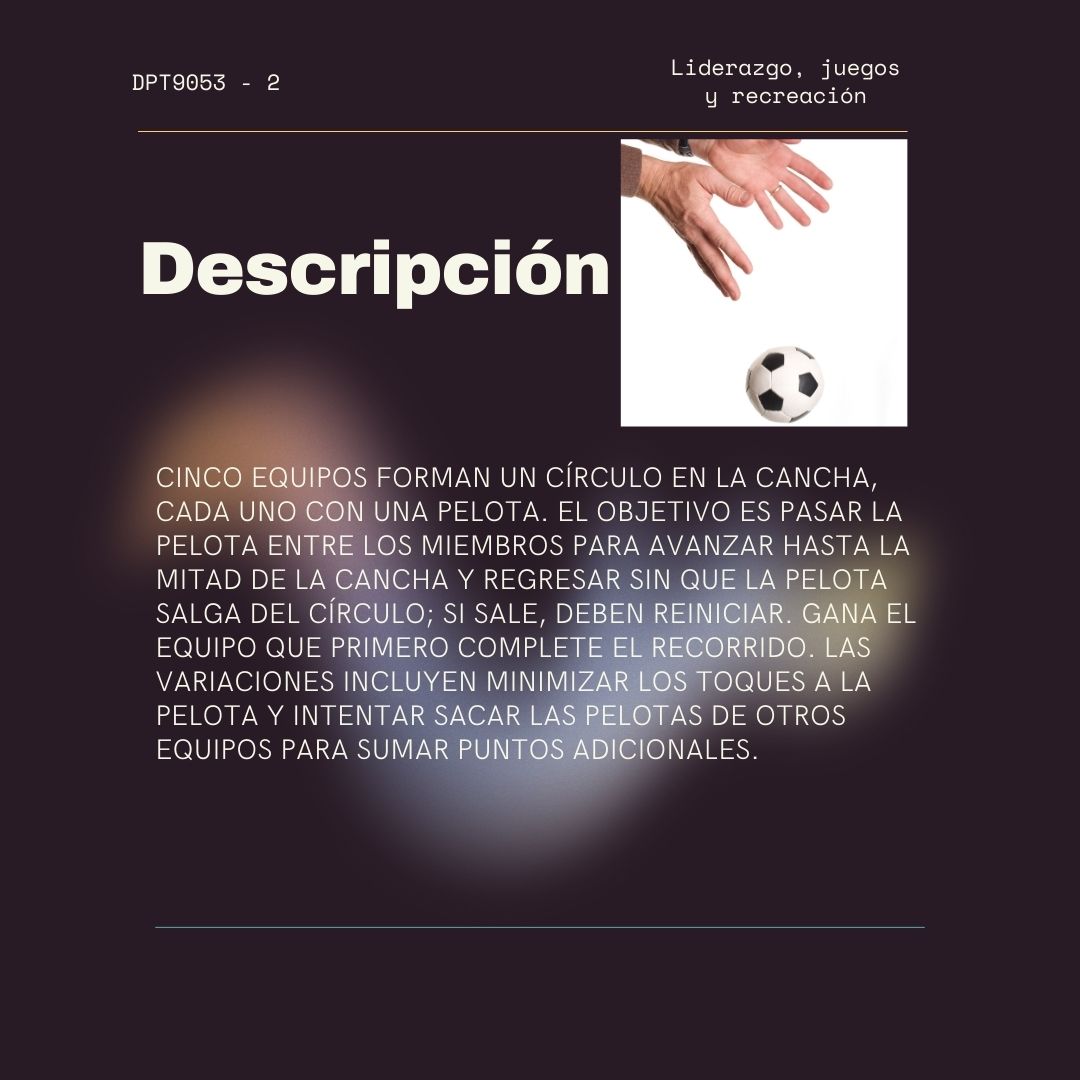 DPT9053 - 2
Liderazgo, juegos
y recreación
Descripción
CINCO EQUIPOS FORMAN UN CÍRCULO EN LA CANCHA,
CADA UNO CON UNA PELOTA. EL OBJETIVO ES PASAR LA
PELOTA ENTRE LOS MIEMBROS PARA AVANZAR HASTA LA
MITAD DE LA CANCHA Y REGRESAR SIN QUE LA PELOTA
SALGA DEL CÍRCULO; SI SALE, DEBEN REINICIAR. GANA EL
EQUIPO QUE PRIMERO COMPLETE EL RECORRIDO. LAS
VARIACIONES INCLUYEN MINIMIZAR LOS TOQUES A LA
PELOTA Y INTENTAR SACAR LAS PELOTAS DE OTROS
EQUIPOS PARA SUMAR PUNTOS ADICIONALES.